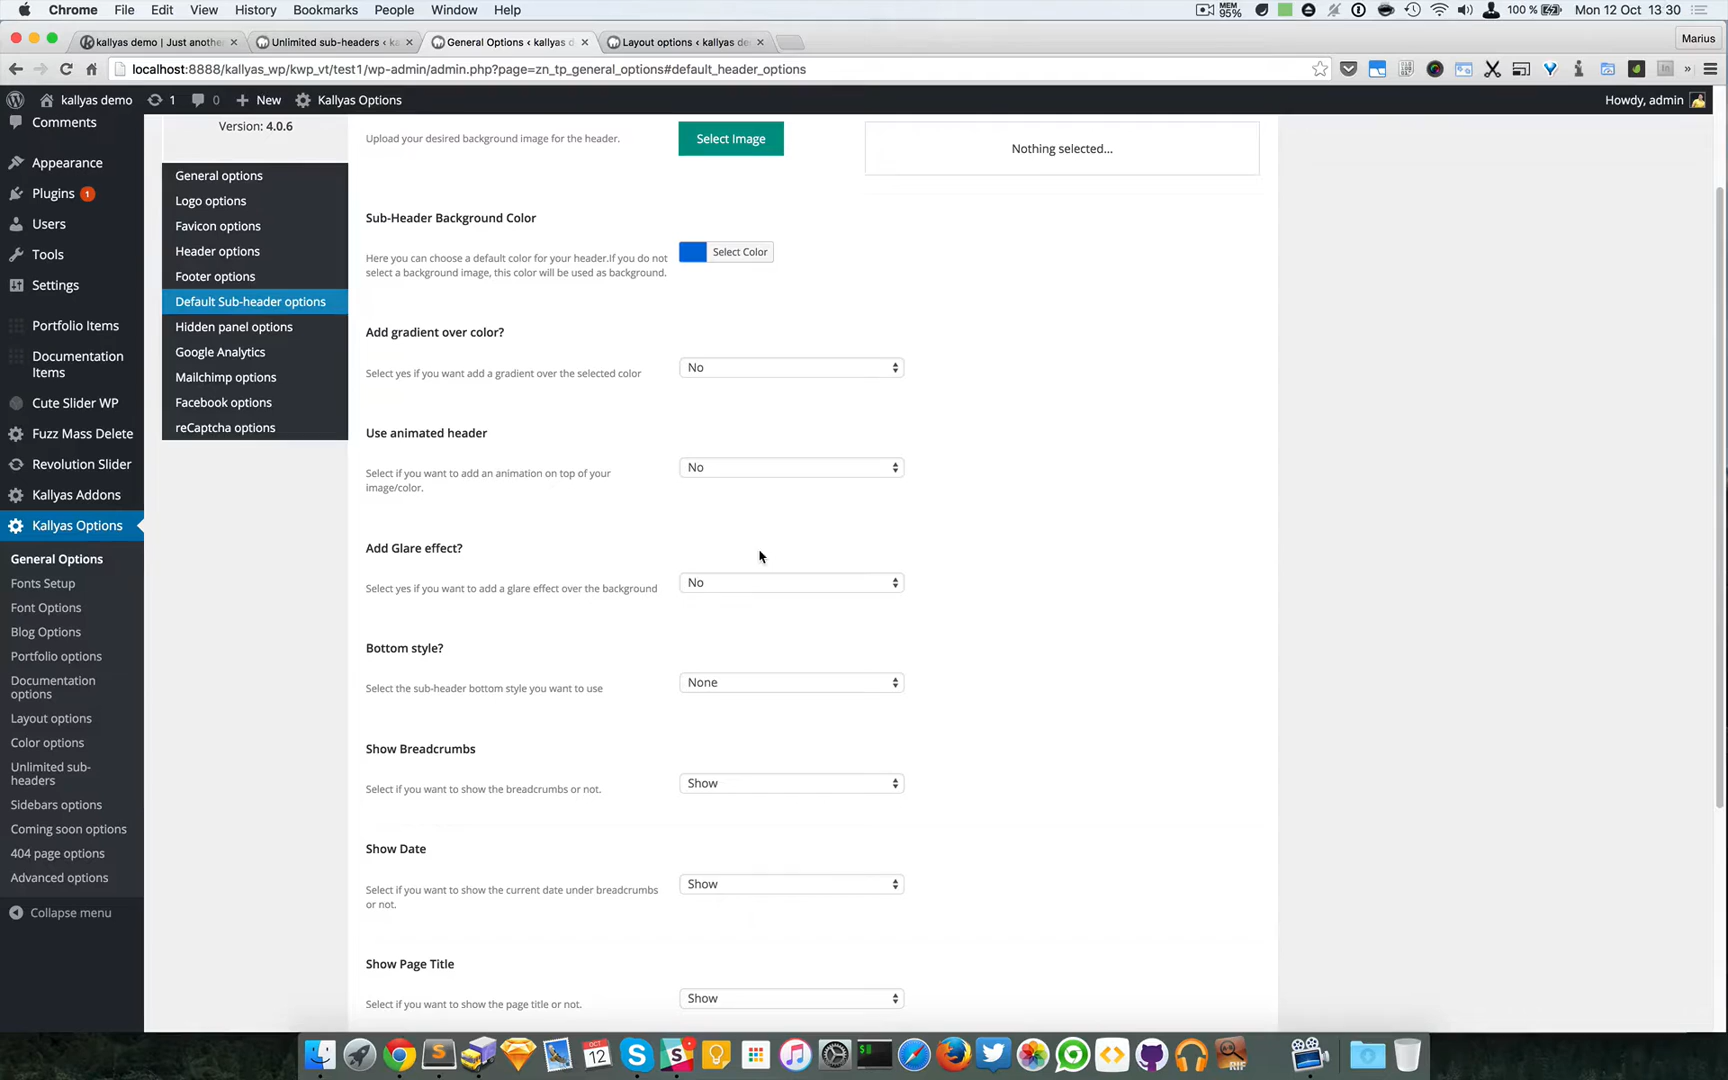 Chrome File Edit View History Bookmarks People Window Help MEM 95% 100 % Mon 12 Oct 13:30
kallyas demo | Just anothe Unlimited sub-headers ‹ ka General Options ‹ kallyas d Layout options ‹ kallyas de Marius
localhost:8888/kallyas_wp/kwp_vt/test1/wp-admin/admin.php?page=zn_tp_general_options#default_header_options
kallyas demo 1 0 New Kallyas Options Howdy, admin
Comments
Appearance
Plugins 1
Users
Tools
Settings
Portfolio Items
Documentation
Items
Cute Slider WP
Fuzz Mass Delete
Revolution Slider
Kallyas Addons
Kallyas Options
General Options
Fonts Setup
Font Options
Blog Options
Portfolio options
Documentation
options
Layout options
Color options
Unlimited sub-
headers
Sidebars options
Coming soon options
404 page options
Advanced options
Collapse menu
Version: 4.0.6
General options
Logo options
Favicon options
Header options
Footer options
Default Sub-header options
Hidden panel options
Google Analytics
Mailchimp options
Facebook options
reCaptcha options
Upload your desired background image for the header.
Select Image
Nothing selected...
Sub-Header Background Color
Here you can choose a default color for your header.If you do not
select a background image, this color will be used as background.
Select Color
Add gradient over color?
Select yes if you want add a gradient over the selected color
No
Use animated header
Select if you want to add an animation on top of your
image/color.
No
Add Glare effect?
Select yes if you want to add a glare effect over the background
No
Bottom style?
Select the sub-header bottom style you want to use
None
Show Breadcrumbs
Select if you want to show the breadcrumbs or not.
Show
Show Date
Select if you want to show the current date under breadcrumbs
or not.
Show
Show Page Title
Select if you want to show the page title or not.
Show
OCT
12
RIF